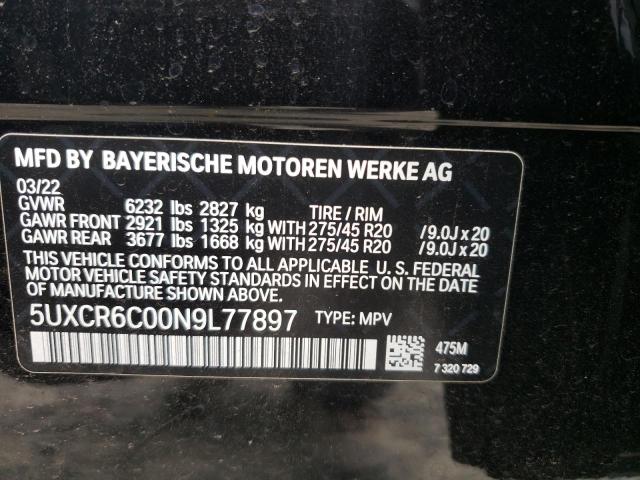 MFD BY BAYERISCHE MOTOREN WERKE AG
03/22
GVWR 6232 lbs 2827 kg TIRE / RIM
GAWR FRONT 2921 lbs 1325 kg WITH 275/45 R20 /9.0J x 20
GAWR REAR 3677 lbs 1668 kg WITH 275/45 R20 /9.0J x 20
THIS VEHICLE CONFORMS TO ALL APPLICABLE U. S. FEDERAL
MOTOR VEHICLE SAFETY STANDARDS IN EFFECT ON THE
DATE OF MANUFACTURE SHOWN ABOVE.
5UXCR6C00N9L77897 TYPE: MPV
475M
7 320 729